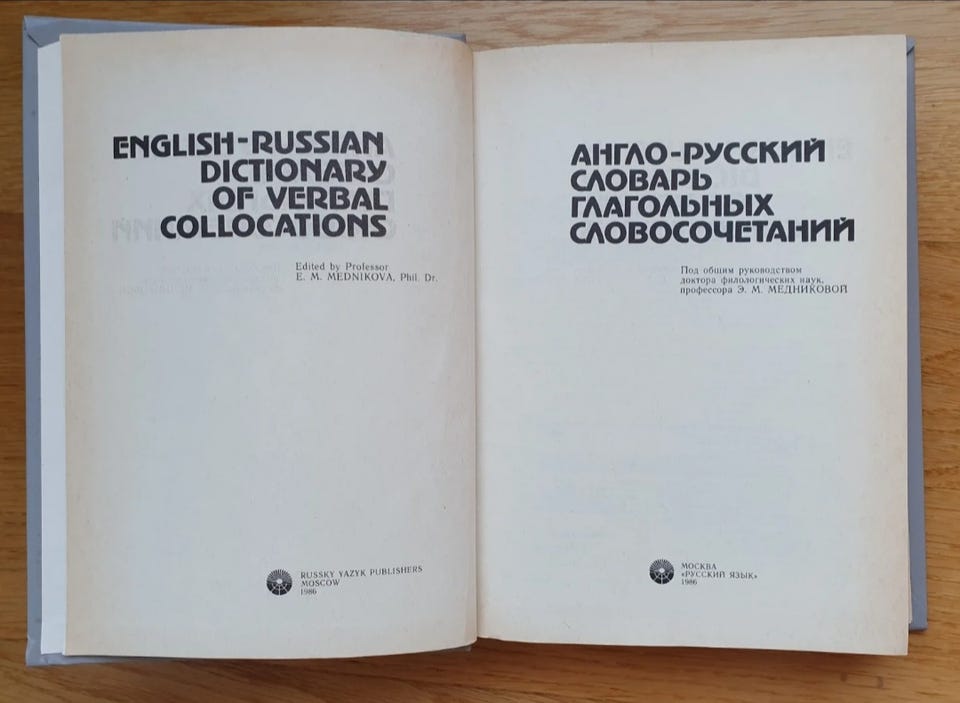 ENGLISH-RUSSIAN
DICTIONARY
OF VERBAL
COLLOCATIONS
Edited by Professor
E. M. MEDNIKOVA, Phil. Dr.
RUSSKY YAZYK PUBLISHERS
MOSCOW
1986
АНГЛО-РУССКИЙ
СЛОВАРЬ
ГЛАГОЛЬНЫХ
СЛОВОСОЧЕТАНИЙ
Под общим руководством
доктора филологических наук,
профессора Э. М. МЕДНИКОВОЙ
МОСКВА
«РУССКИЙ ЯЗЫК»
1986